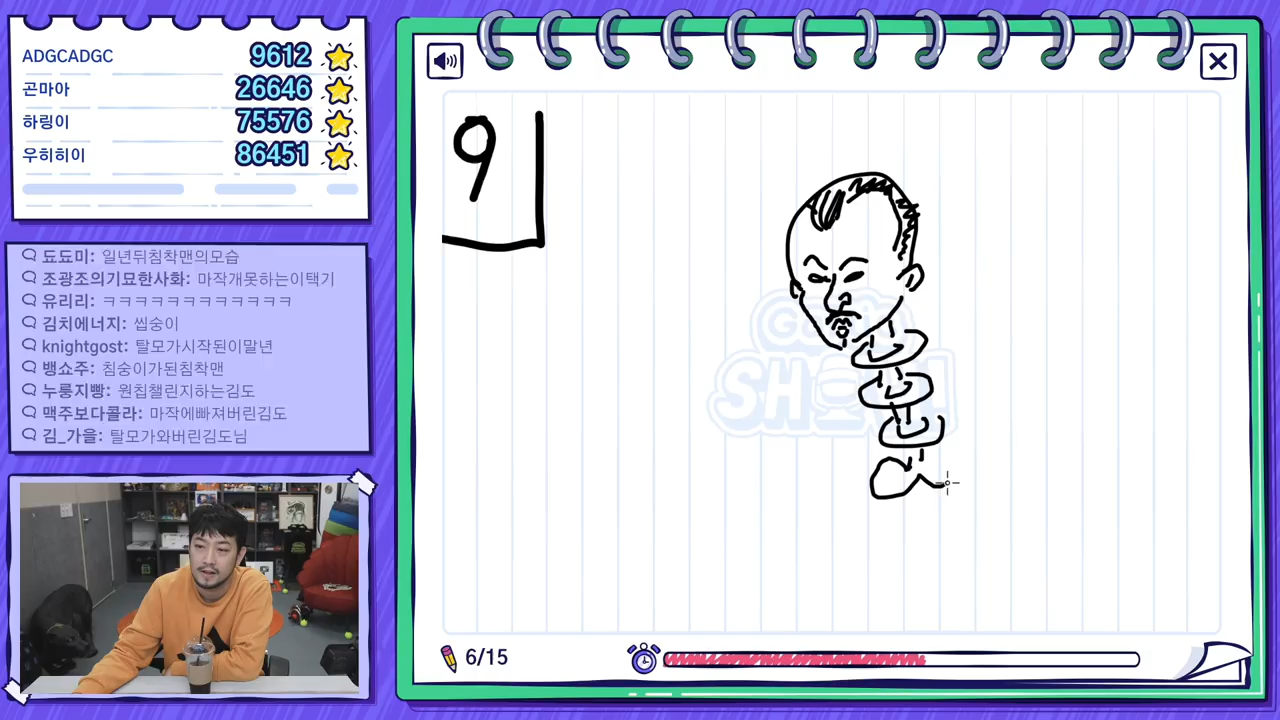 ADGCADGC 9612
곤마아 26646
하링이 75576
우히히이 86451
됴됴미: 일년뒤침착맨의모습
조광조의기묘한사화: 마작개못하는이택기
유리리: ㅋㅋㅋㅋㅋㅋㅋㅋㅋㅋㅋㅋ
김치에너지: 씹숭이
knightgost: 탈모가시작된이말년
뱅쇼주: 침숭이가된침착맨
누룽지빵: 원칩챌린지하는김도
맥주보다콜라: 마작에빠져버린김도
김_가을: 탈모가와버린김도님
9
6/15